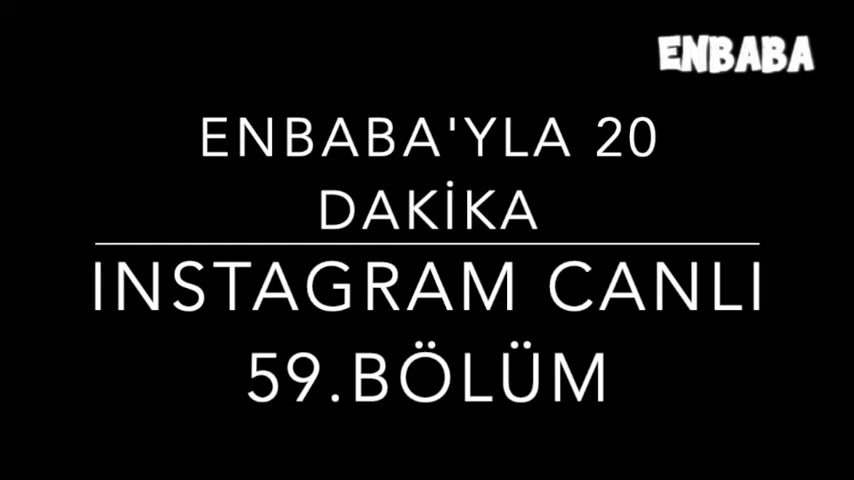 ENBABA
ENBABA'YLA 20
DAKİKA
INSTAGRAM CANLI
59.BÖLÜM